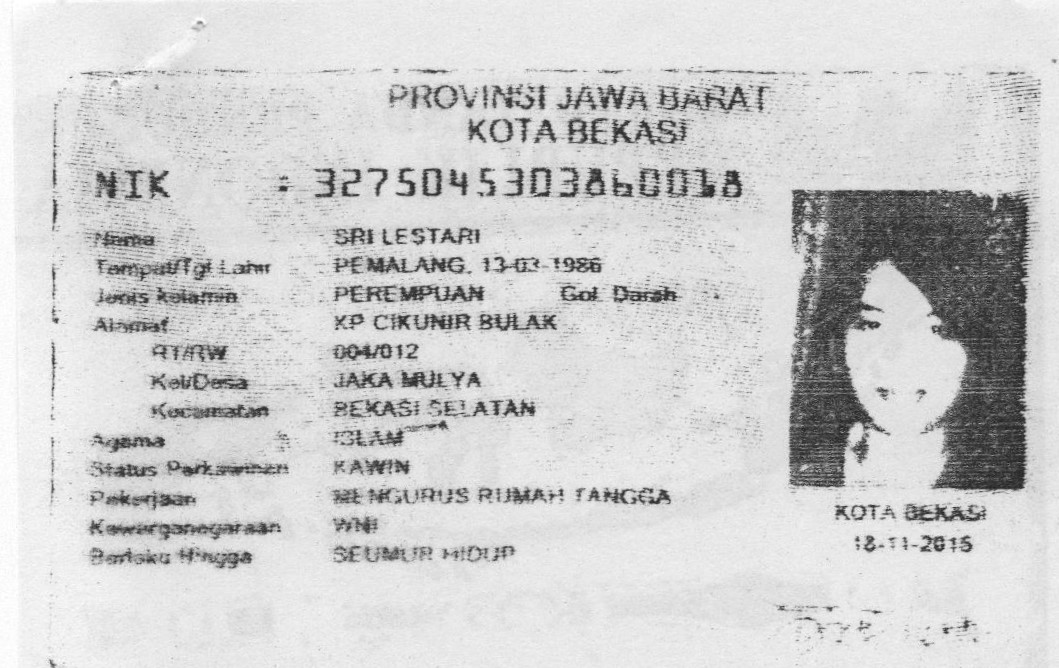 PROVINSI JAWA BARAT
KOTA BEKASI
NIK : 3275045303860018
Nama SRI LESTARI
Tempat/Tgl Lahir PEMALANG, 13-03-1986
Jenis kelamin PEREMPUAN Gol. Darah -
Alamat KP CIKUNIR BULAK
RT/RW 004/012
Kel/Desa JAKA MULYA
Kecamatan BEKASI SELATAN
Agama ISLAM
Status Perkawinan KAWIN
Pekerjaan MENGURUS RUMAH TANGGA
Kewarganegaraan WNI
Berlaku Hingga SEUMUR HIDUP
KOTA BEKASI
18-11-2015